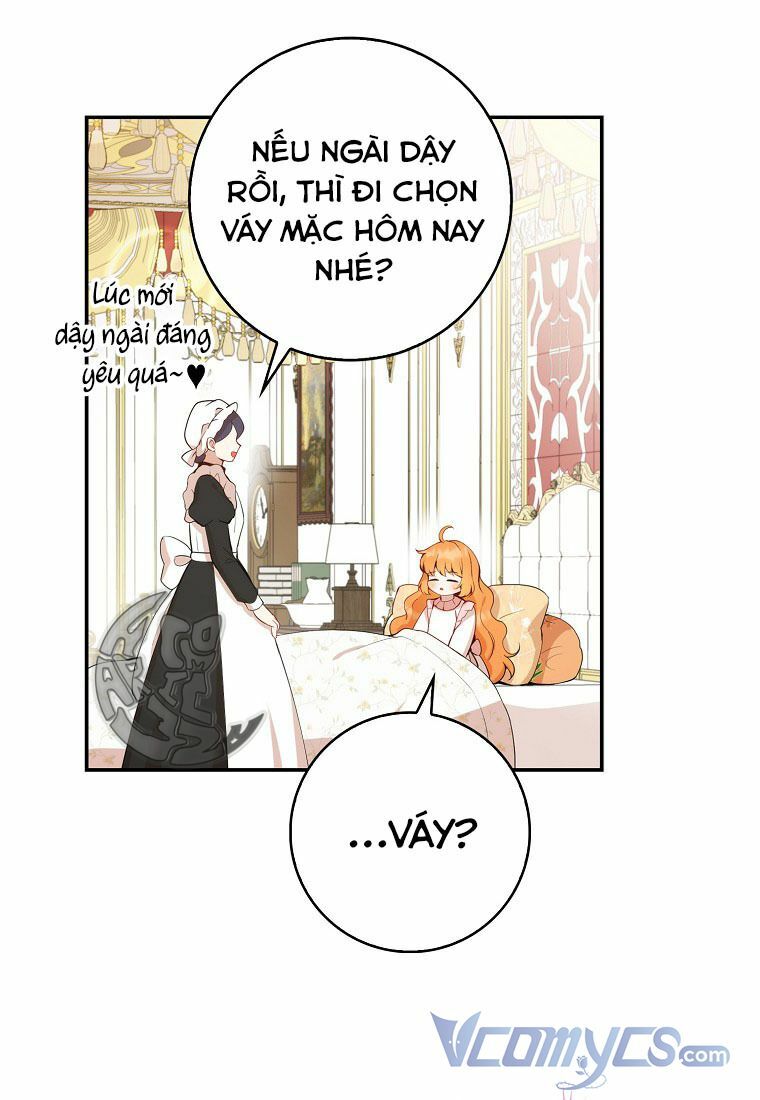 NẾU NGÀI DẬY
RỒI, THÌ ĐI CHỌN
VÁY MẶC HÔM NAY
NHÉ?
Lúc mới
dậy ngài đáng
yêu quá~♥
...VÁY?
Vcomycs.com